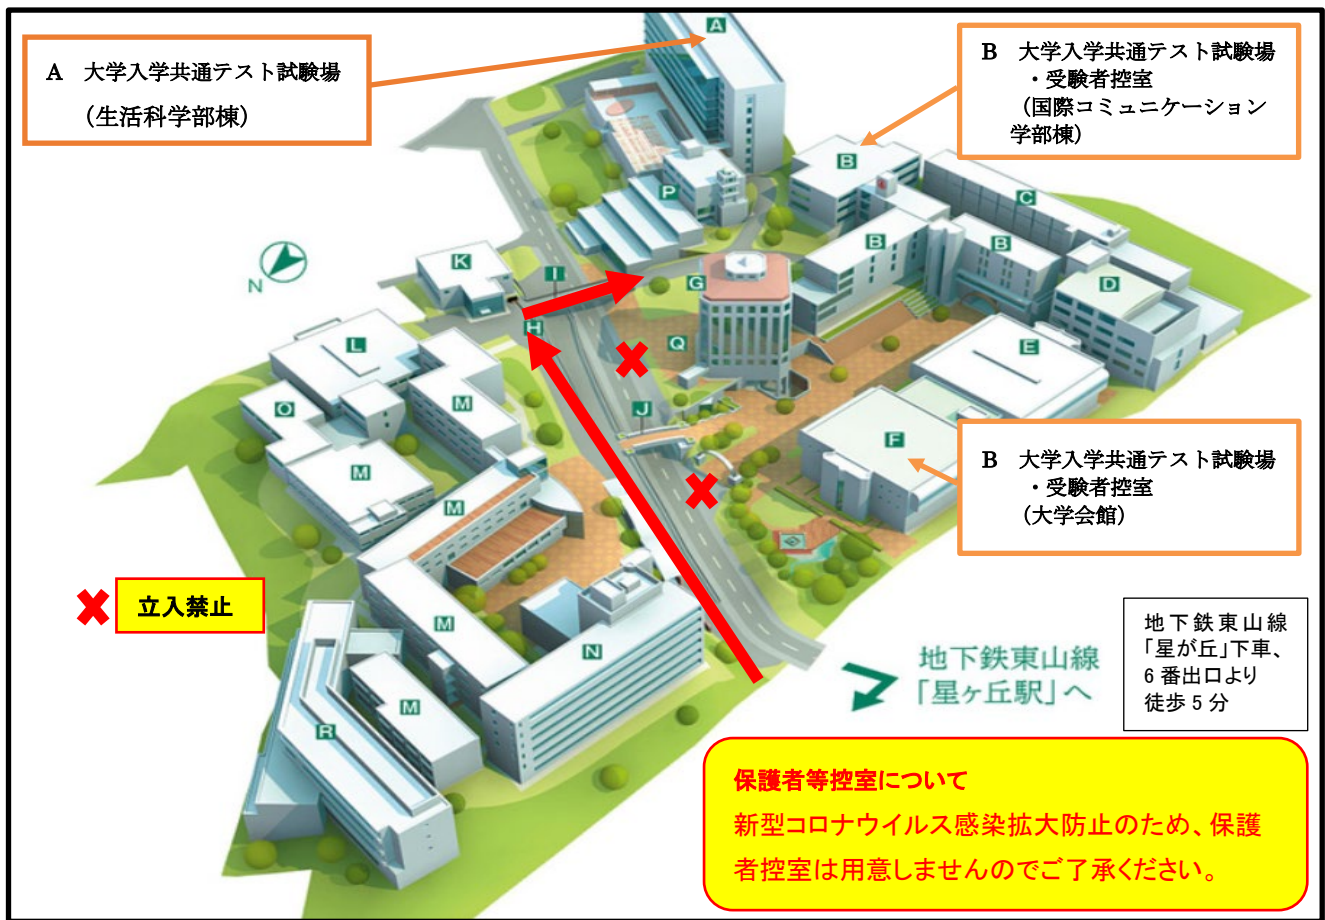 A 大学入学共通テスト試験場
（生活科学部棟）
B 大学入学共通テスト試験場
・受験者控室
（国際コミュニケーション
学部棟）
A
B
P
C
B
B
K
I
G
D
N
H
L
Q
E
M
J
O
F
M
B 大学入学共通テスト試験場
・受験者控室
（大学会館）
M
立入禁止
M
N
M
R
地下鉄東山線
「星ヶ丘駅」へ
地下鉄東山線
「星が丘」下車、
6番出口より
徒歩5分
保護者等控室について
新型コロナウイルス感染拡大防止のため、保護
者控室は用意しませんのでご了承ください。